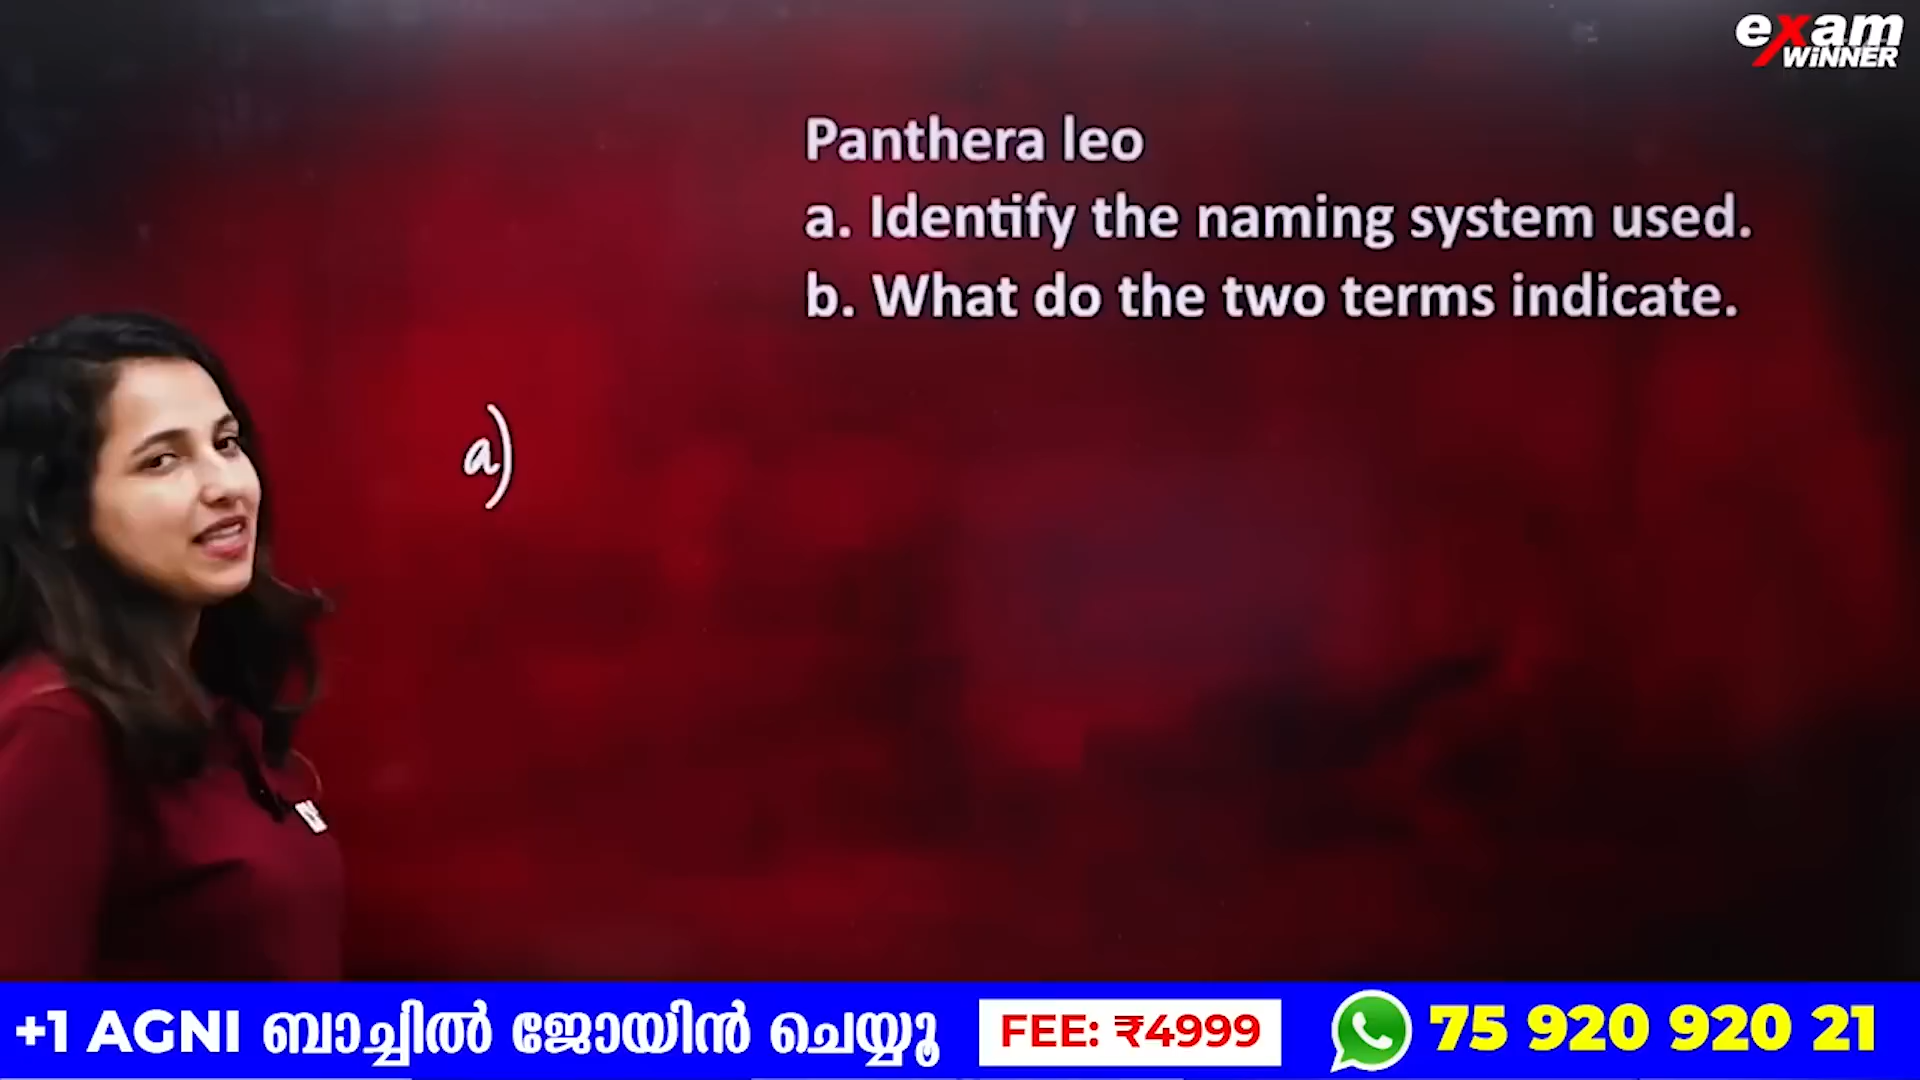 exam
WiNNER
Panthera leo
a. Identify the naming system used.
b. What do the two terms indicate.
a)
+1 AGNI ബാച്ചിൽ ജോയിൻ ചെയ്യൂ
FEE: ₹4999
75 920 920 21